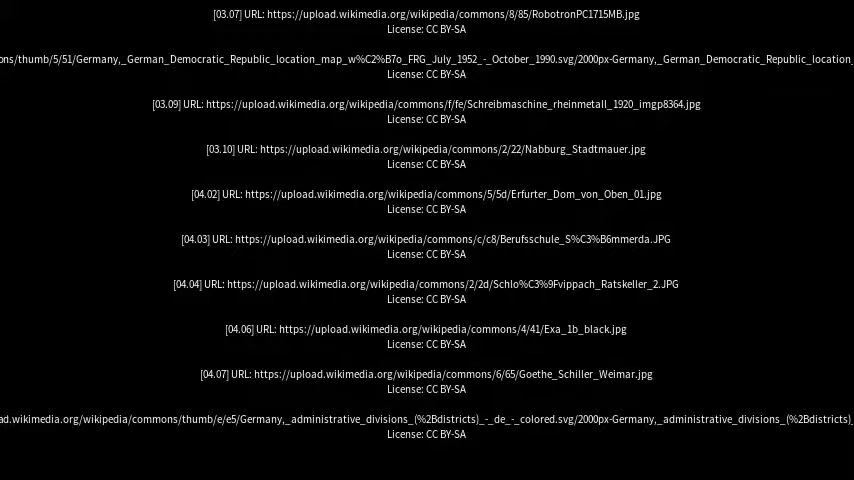 [03.07] URL: https://upload.wikimedia.org/wikipedia/commons/8/85/RobotronPC1715MB.jpg
License: CC BY-SA
ons/thumb/5/51/Germany,_German_Democratic_Republic_location_map_w%C2%B7o_FRG_July_1952_-_October_1990.svg/2000px-Germany,_German_Democratic_Republic_location_
License: CC BY-SA
[03.09] URL: https://upload.wikimedia.org/wikipedia/commons/f/fe/Schreibmaschine_rheinmetall_1920_imgp8364.jpg
License: CC BY-SA
[03.10] URL: https://upload.wikimedia.org/wikipedia/commons/2/22/Nabburg_Stadtmauer.jpg
License: CC BY-SA
[04.02] URL: https://upload.wikimedia.org/wikipedia/commons/5/5d/Erfurter_Dom_von_Oben_01.jpg
License: CC BY-SA
[04.03] URL: https://upload.wikimedia.org/wikipedia/commons/c/c8/Berufsschule_S%C3%B6mmerda.JPG
License: CC BY-SA
[04.04] URL: https://upload.wikimedia.org/wikipedia/commons/2/2d/Schlo%C3%9Fvippach_Ratskeller_2.JPG
License: CC BY-SA
[04.06] URL: https://upload.wikimedia.org/wikipedia/commons/4/41/Exa_1b_black.jpg
License: CC BY-SA
[04.07] URL: https://upload.wikimedia.org/wikipedia/commons/6/65/Goethe_Schiller_Weimar.jpg
License: CC BY-SA
ad.wikimedia.org/wikipedia/commons/thumb/e/e5/Germany,_administrative_divisions_(%2Bdistricts)_-_de_-_colored.svg/2000px-Germany,_administrative_divisions_(%2Bdistricts)_
License: CC BY-SA